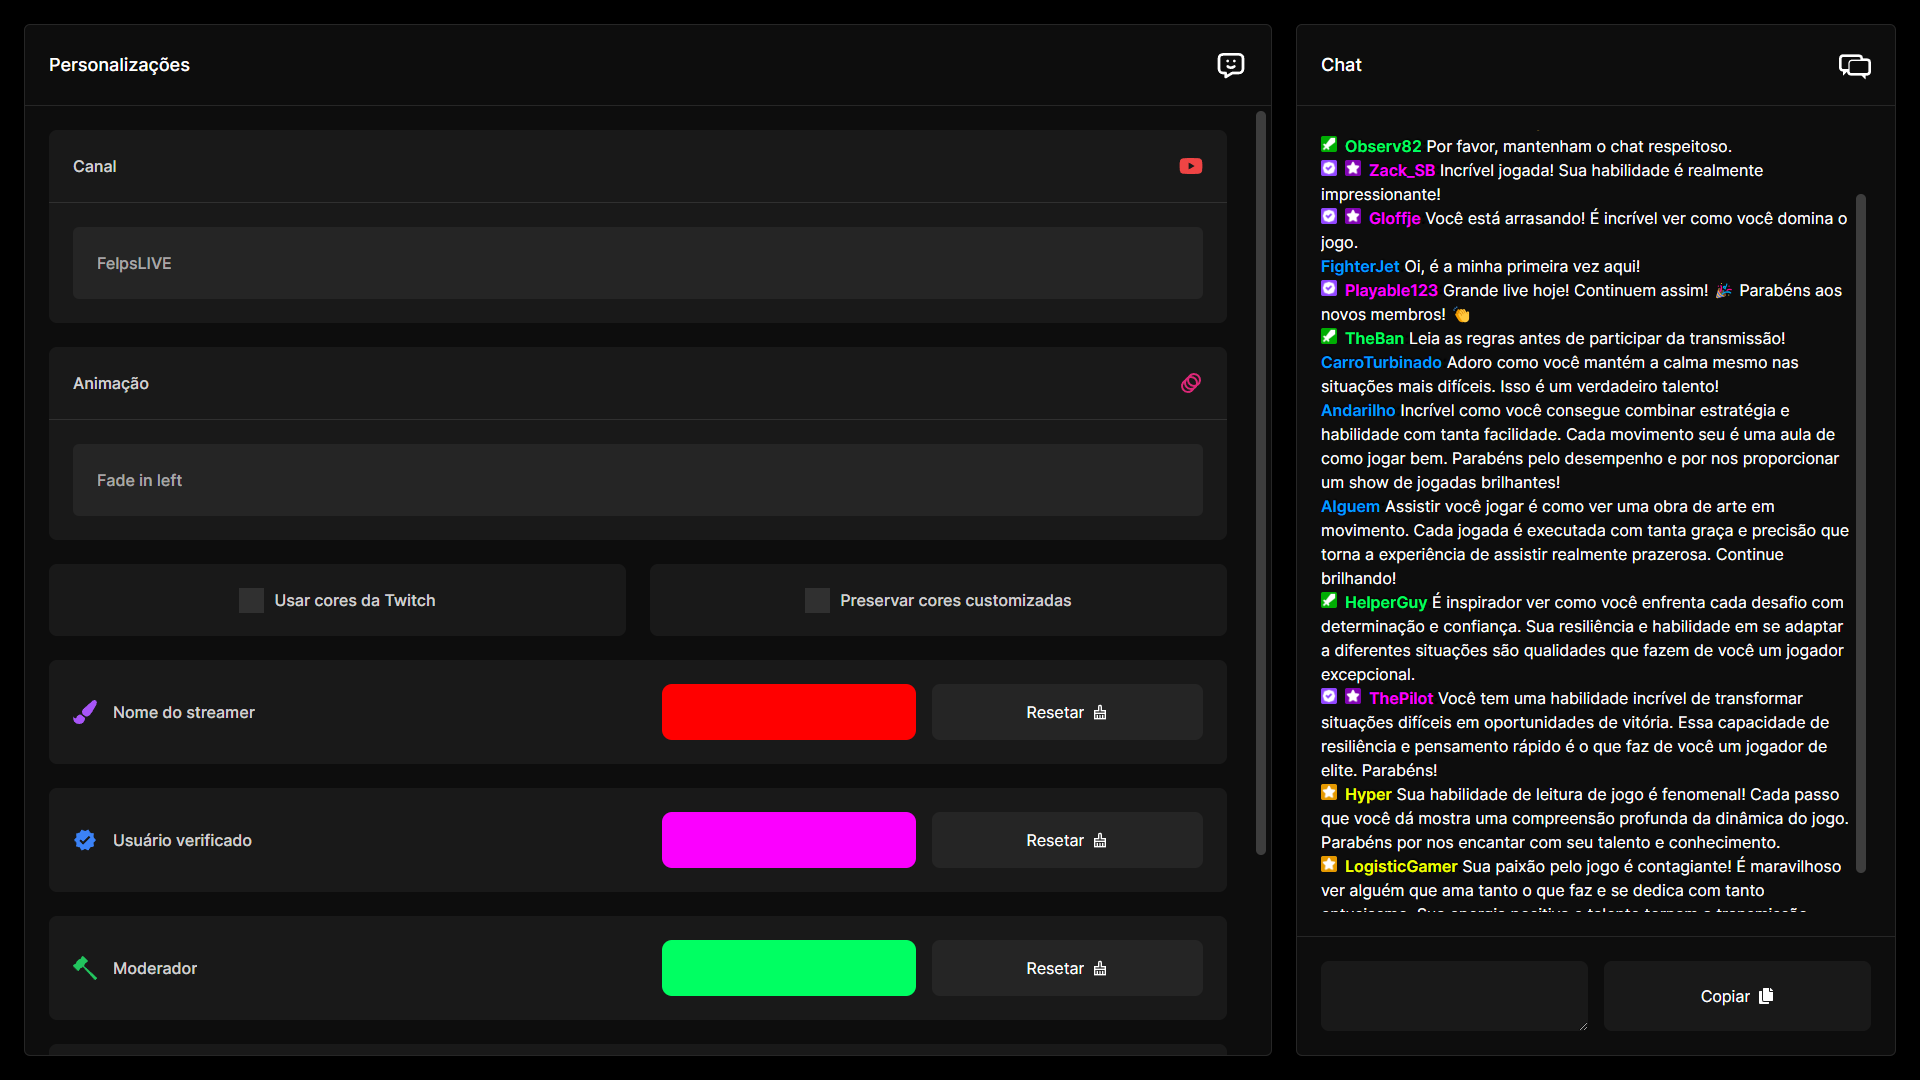 Personalizações
Canal
FelpsLIVE
Animação
Fade in left
Usar cores da Twitch
Preservar cores customizadas
Nome do streamer
Resetar
Usuário verificado
Resetar
Moderador
Resetar
Chat
Observ82 Por favor, mantenham o chat respeitoso.
Zack_SB Incrível jogada! Sua habilidade é realmente
impressionante!
Gloffje Você está arrasando! É incrível ver como você domina o
jogo.
FighterJet Oi, é a minha primeira vez aqui!
Playable123 Grande live hoje! Continuem assim! 🎉 Parabéns aos
novos membros! 👏
TheBan Leia as regras antes de participar da transmissão!
CarroTurbinado Adoro como você mantém a calma mesmo nas
situações mais difíceis. Isso é um verdadeiro talento!
Andarilho Incrível como você consegue combinar estratégia e
habilidade com tanta facilidade. Cada movimento seu é uma aula de
como jogar bem. Parabéns pelo desempenho e por nos proporcionar
um show de jogadas brilhantes!
Alguem Assistir você jogar é como ver uma obra de arte em
movimento. Cada jogada é executada com tanta graça e precisão que
torna a experiência de assistir realmente prazerosa. Continue
brilhando!
HelperGuy É inspirador ver como você enfrenta cada desafio com
determinação e confiança. Sua resiliência e habilidade em se adaptar
a diferentes situações são qualidades que fazem de você um jogador
excepcional.
ThePilot Você tem uma habilidade incrível de transformar
situações difíceis em oportunidades de vitória. Essa capacidade de
resiliência e pensamento rápido é o que faz de você um jogador de
elite. Parabéns!
Hyper Sua habilidade de leitura de jogo é fenomenal! Cada passo
que você dá mostra uma compreensão profunda da dinâmica do jogo.
Parabéns por nos encantar com seu talento e conhecimento.
LogisticGamer Sua paixão pelo jogo é contagiante! É maravilhoso
ver alguém que ama tanto o que faz e se dedica com tanto
Copiar